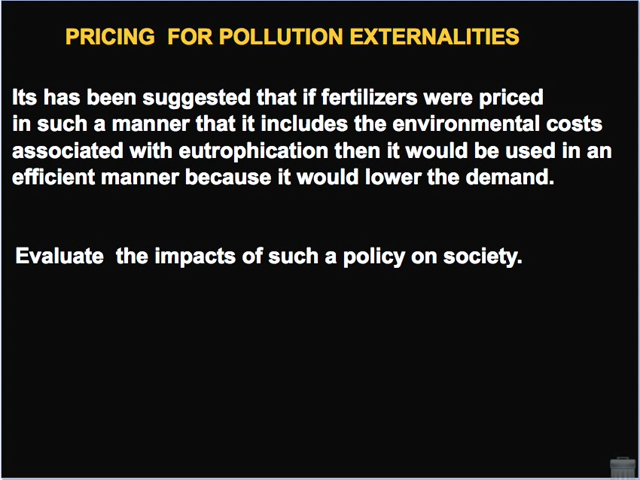 PRICING FOR POLLUTION EXTERNALITIES
Its has been suggested that if fertilizers were priced
in such a manner that it includes the environmental costs
associated with eutrophication then it would be used in an
efficient manner because it would lower the demand.
Evaluate the impacts of such a policy on society.